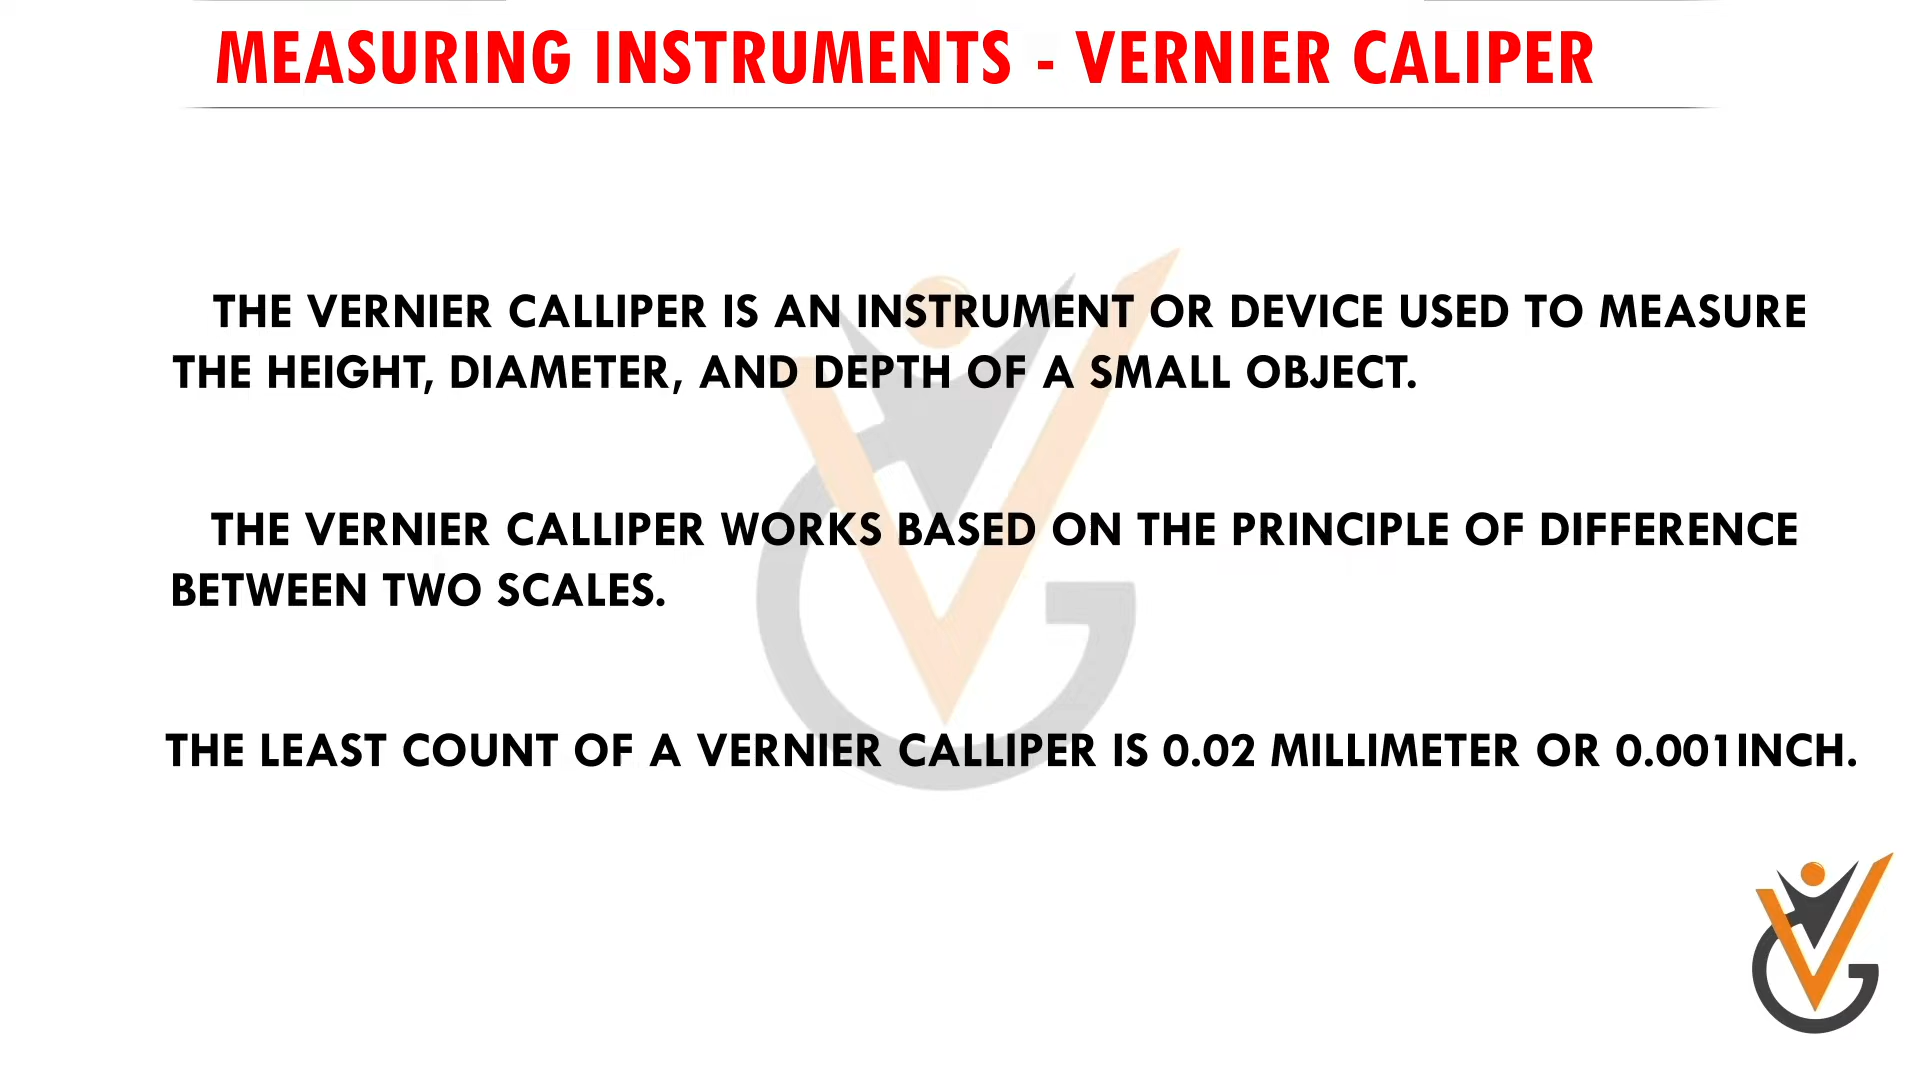 MEASURING INSTRUMENTS - VERNIER CALIPER
THE VERNIER CALLIPER IS AN INSTRUMENT OR DEVICE USED TO MEASURE
THE HEIGHT, DIAMETER, AND DEPTH OF A SMALL OBJECT.
THE VERNIER CALLIPER WORKS BASED ON THE PRINCIPLE OF DIFFERENCE
BETWEEN TWO SCALES.
THE LEAST COUNT OF A VERNIER CALLIPER IS 0.02 MILLIMETER OR 0.001INCH.